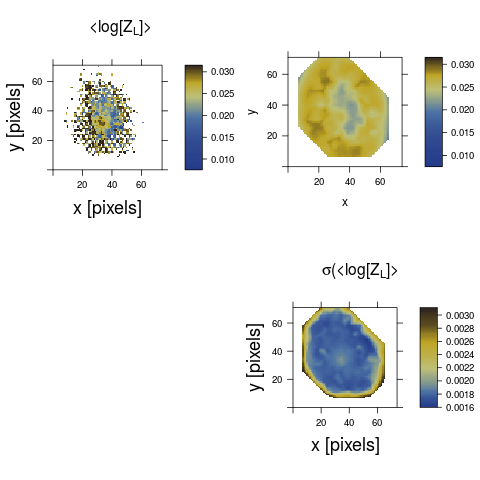 <log[Z_L]>
0.030
0.025
0.020
0.015
0.010
60
40
20
20 40 60
x [pixels]
y [pixels]
0.030
0.025
0.020
0.015
0.010
60
40
20
20 40 60
x
y
σ(<log[Z_L]>
0.0030
0.0028
0.0026
0.0024
0.0022
0.0020
0.0018
0.0016
60
40
20
20 40 60
x [pixels]
y [pixels]